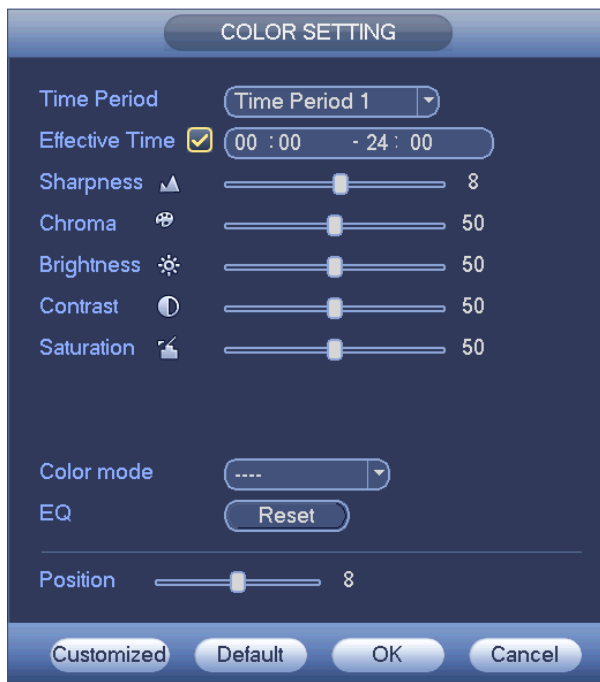 COLOR SETTING
Time Period Time Period 1
Effective Time 00 :00 - 24 : 00
Sharpness 8
Chroma 50
Brightness 50
Contrast 50
Saturation 50
Color mode ----
EQ Reset
Position 8
Customized Default OK Cancel